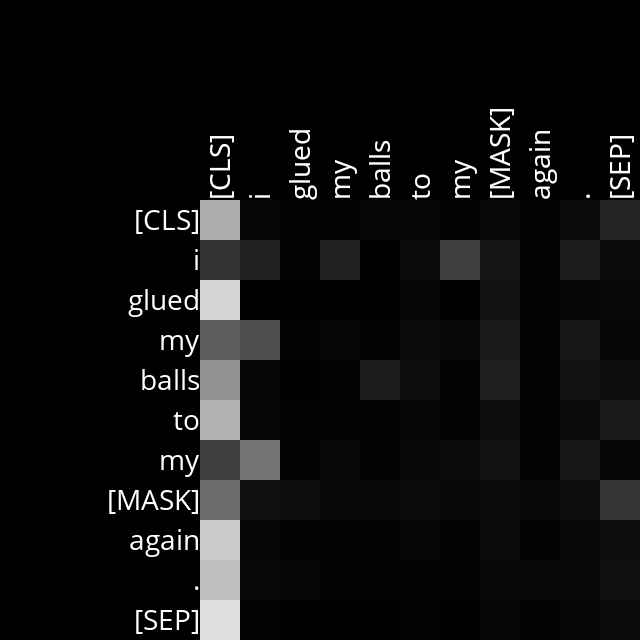 [CLS] i glued my balls to my [MASK] again . [SEP]
[CLS]
i
glued
my
balls
to
my
[MASK]
again
.
[SEP]